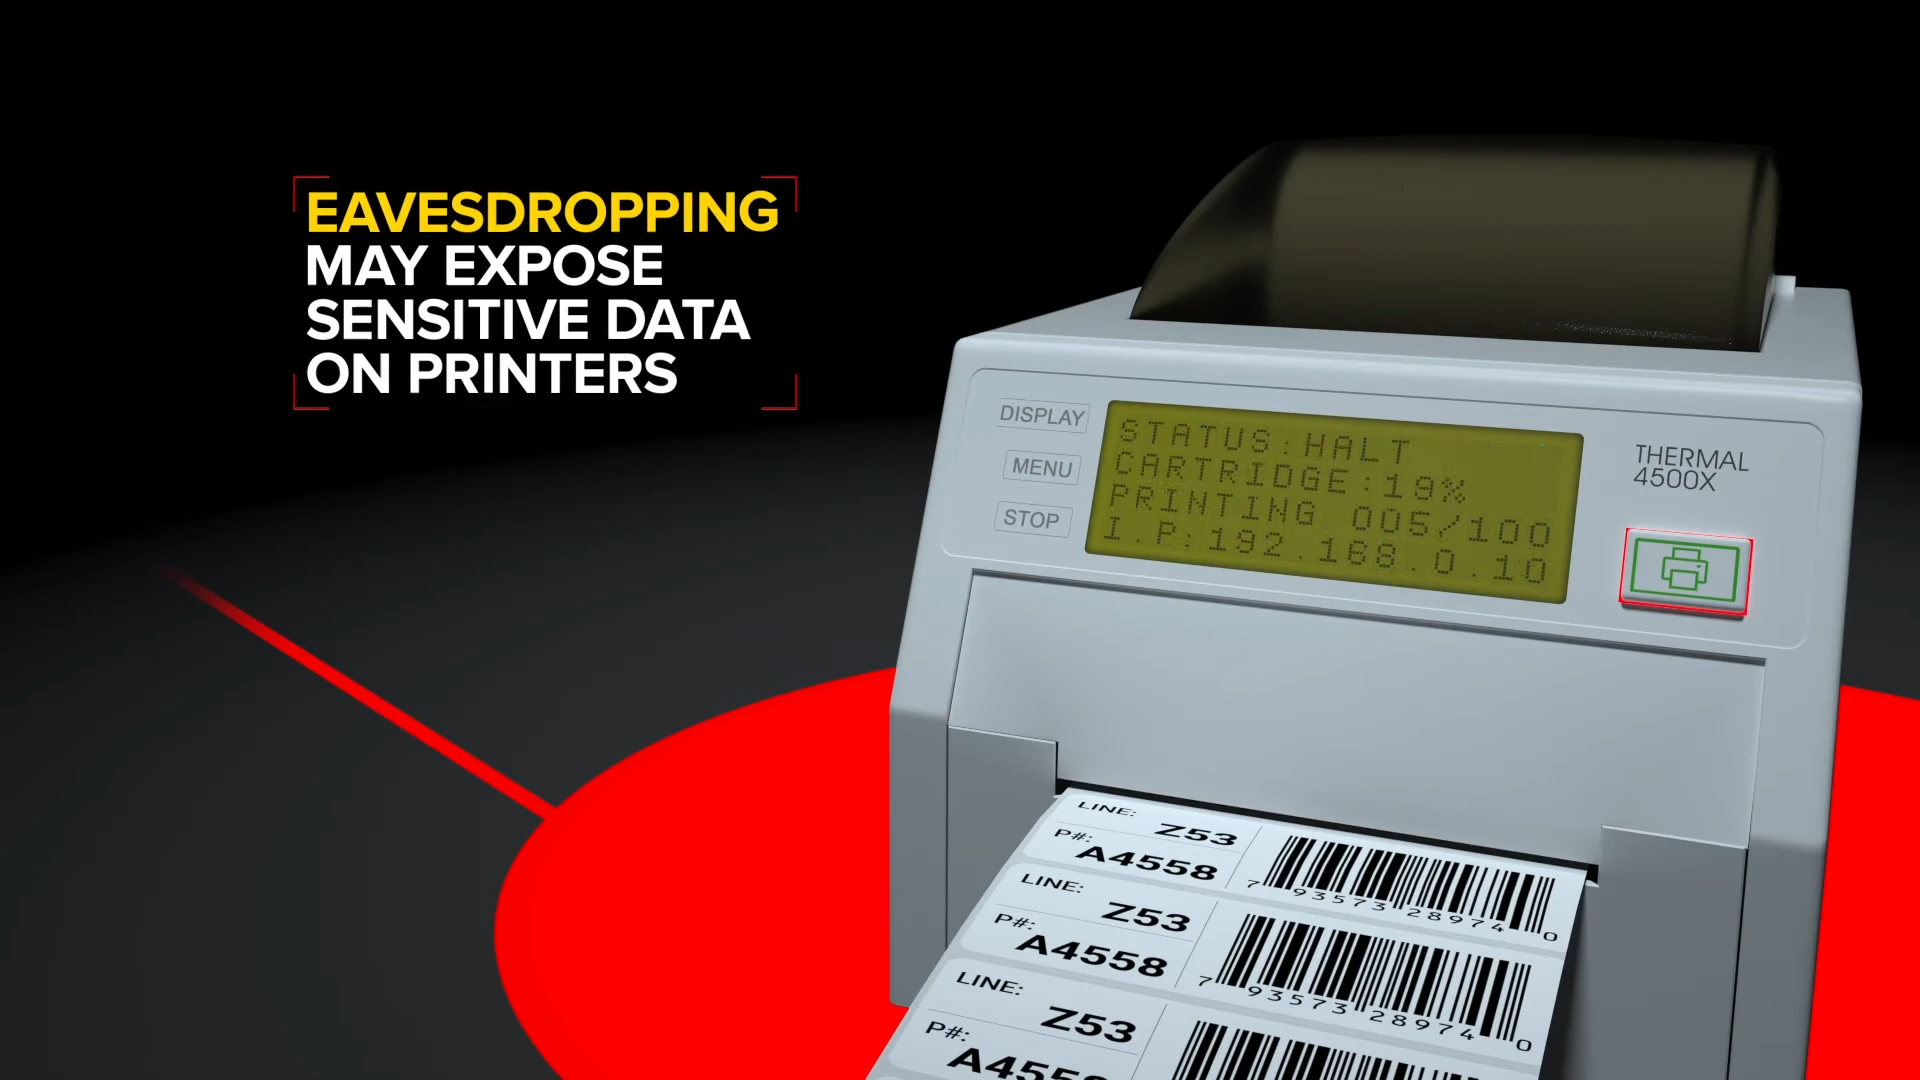 EAVESDROPPING
MAY EXPOSE
SENSITIVE DATA
ON PRINTERS
DISPLAY
MENU
STOP
STATUS:HALT
CARTRIDGE:19%
PRINTING 005/100
I.P:192.168.0.10
THERMAL
4500X
LINE: Z53
P#: A4558
7 93573 28974 0
LINE: Z53
P#: A4558
7 93573 28974 0
LINE: Z53
P#: A4558